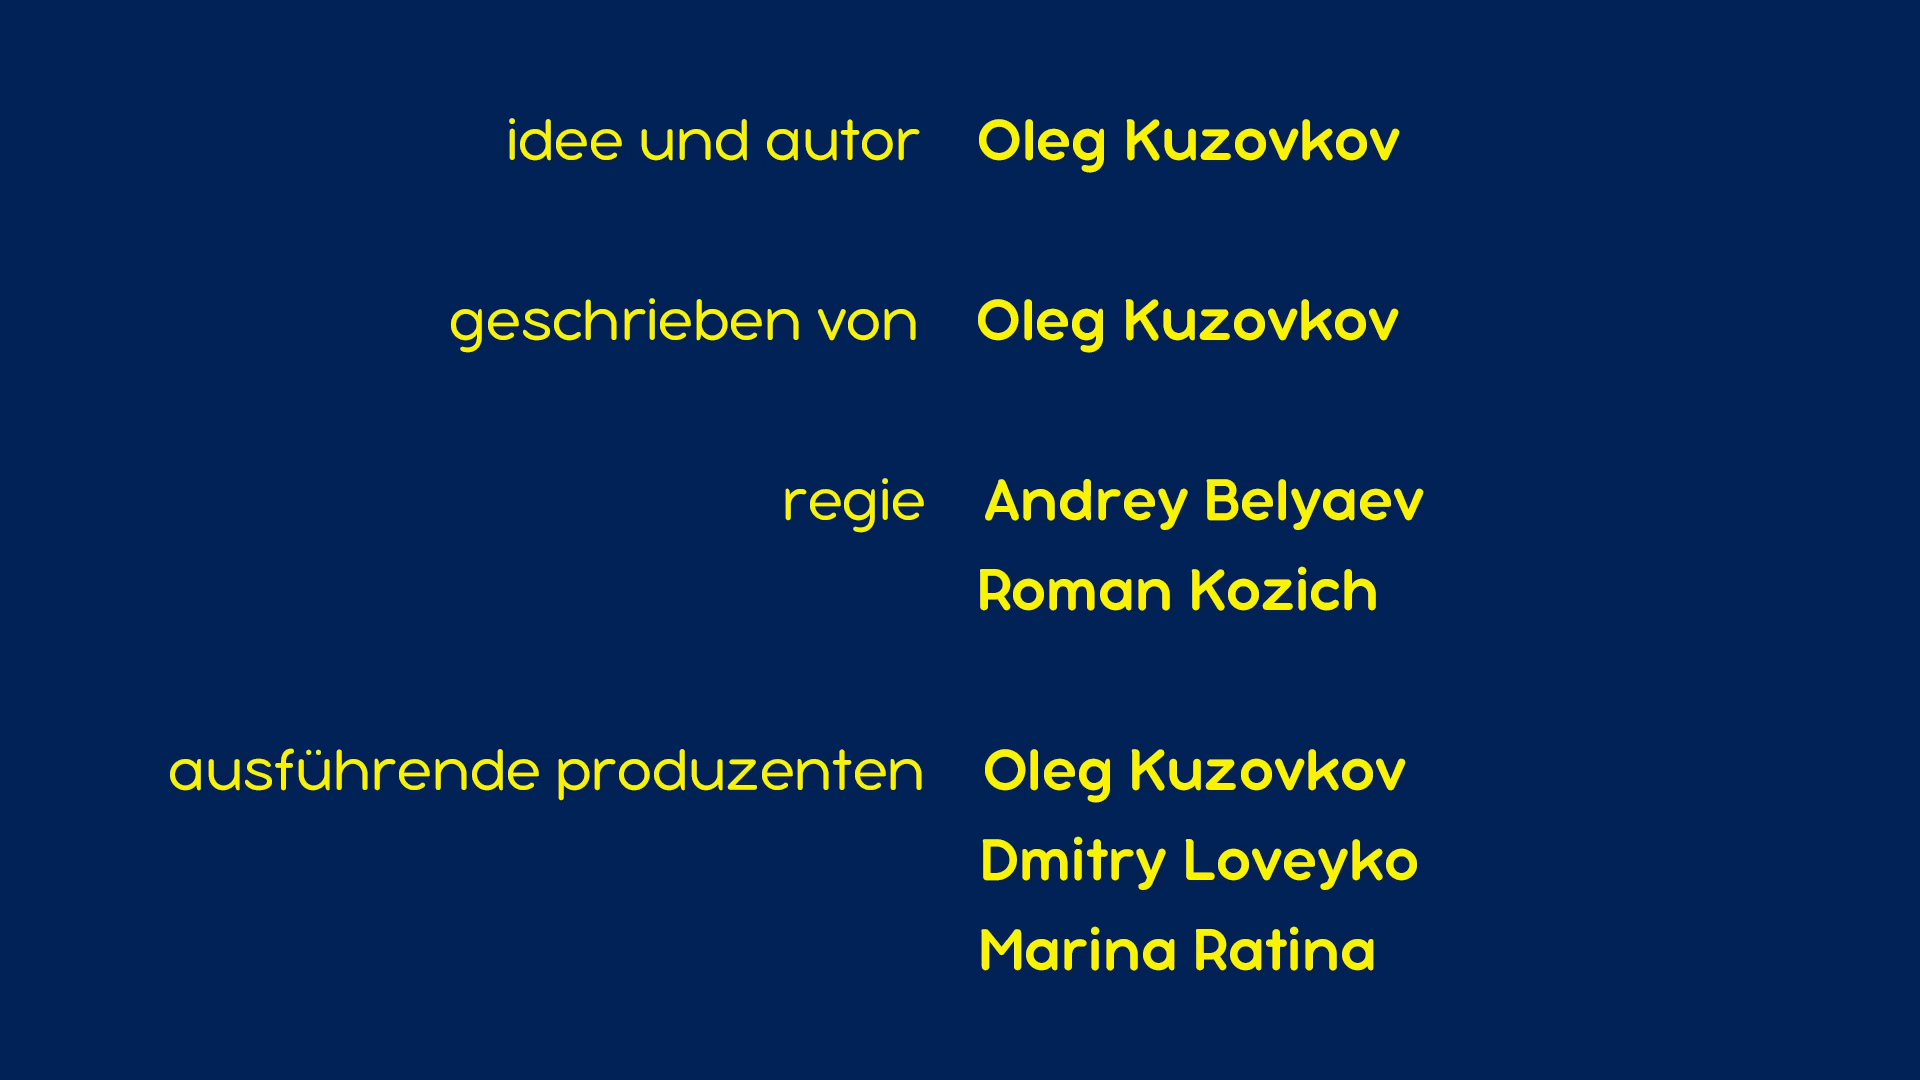 idee und autor Oleg Kuzovkov
geschrieben von Oleg Kuzovkov
regie Andrey Belyaev
Roman Kozich
ausführende produzenten Oleg Kuzovkov
Dmitry Loveyko
Marina Ratina